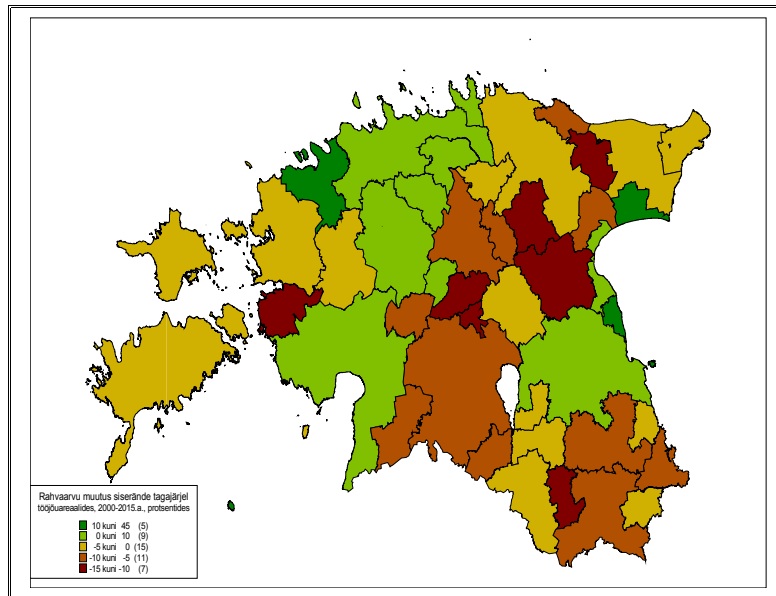 Rahvaarvu muutus siserände tagajärjel
tööjõuareaalides, 2000-2015.a., protsentides
10 kuni 45 (5)
0 kuni 10 (9)
-5 kuni 0 (15)
-10 kuni -5 (11)
-15 kuni -10 (7)